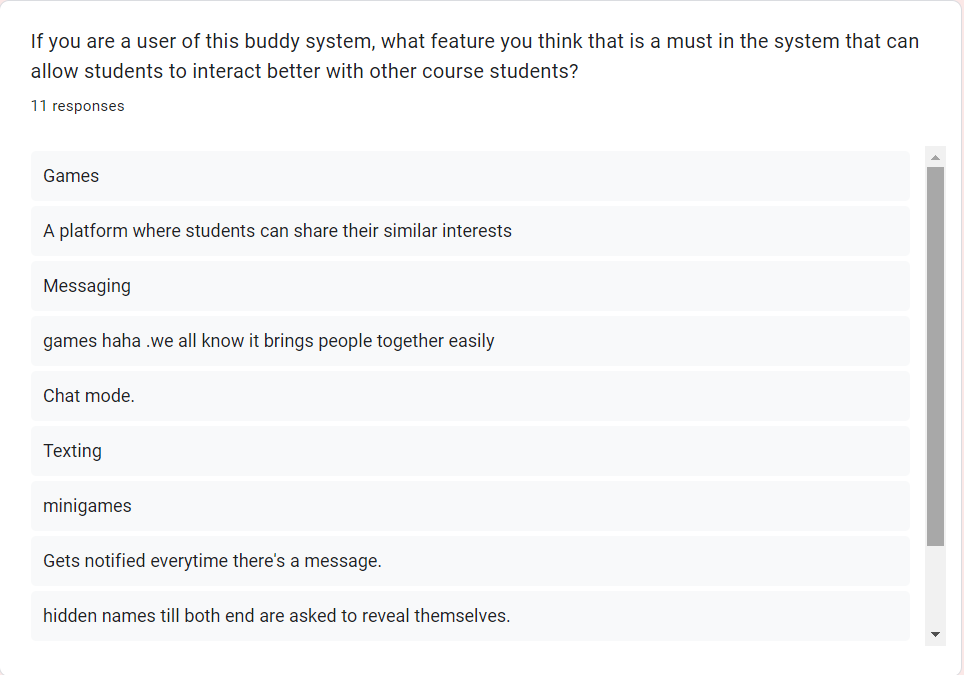 If you are a user of this buddy system, what feature you think that is a must in the system that can
allow students to interact better with other course students?
11 responses
Games
A platform where students can share their similar interests
Messaging
games haha .we all know it brings people together easily
Chat mode.
Texting
minigames
Gets notified everytime there's a message.
hidden names till both end are asked to reveal themselves.